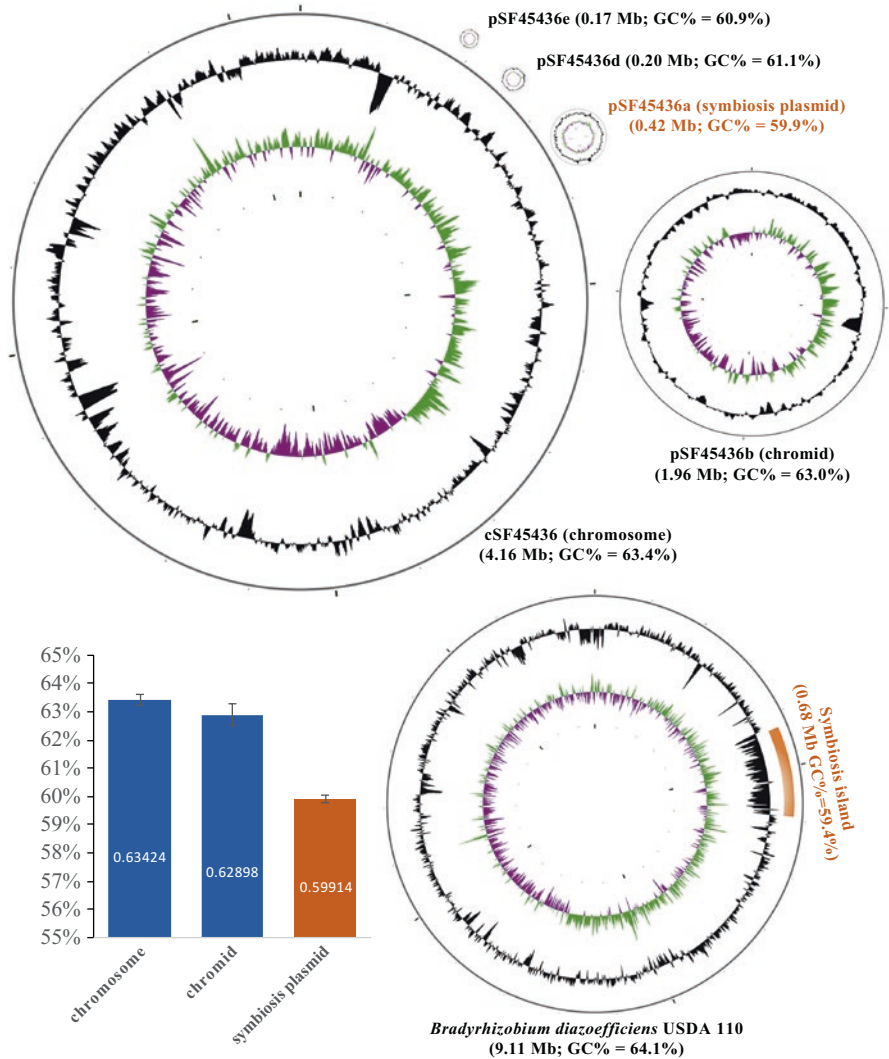 pSF45436e (0.17 Mb; GC% = 60.9%)
pSF45436d (0.20 Mb; GC% = 61.1%)
pSF45436a (symbiosis plasmid)
(0.42 Mb; GC% = 59.9%)
pSF45436b (chromid)
(1.96 Mb; GC% = 63.0%)
cSF45436 (chromosome)
(4.16 Mb; GC% = 63.4%)
65%
64%
63%
62%
61%
60%
59%
58%
57%
56%
55%
0.63424
0.62898
0.59914
chromosome
chromid
symbiosis plasmid
Symbiosis island
(0.68 Mb GC%=59.4%)
Bradyrhizobium diazoefficiens USDA 110
(9.11 Mb; GC% = 64.1%)